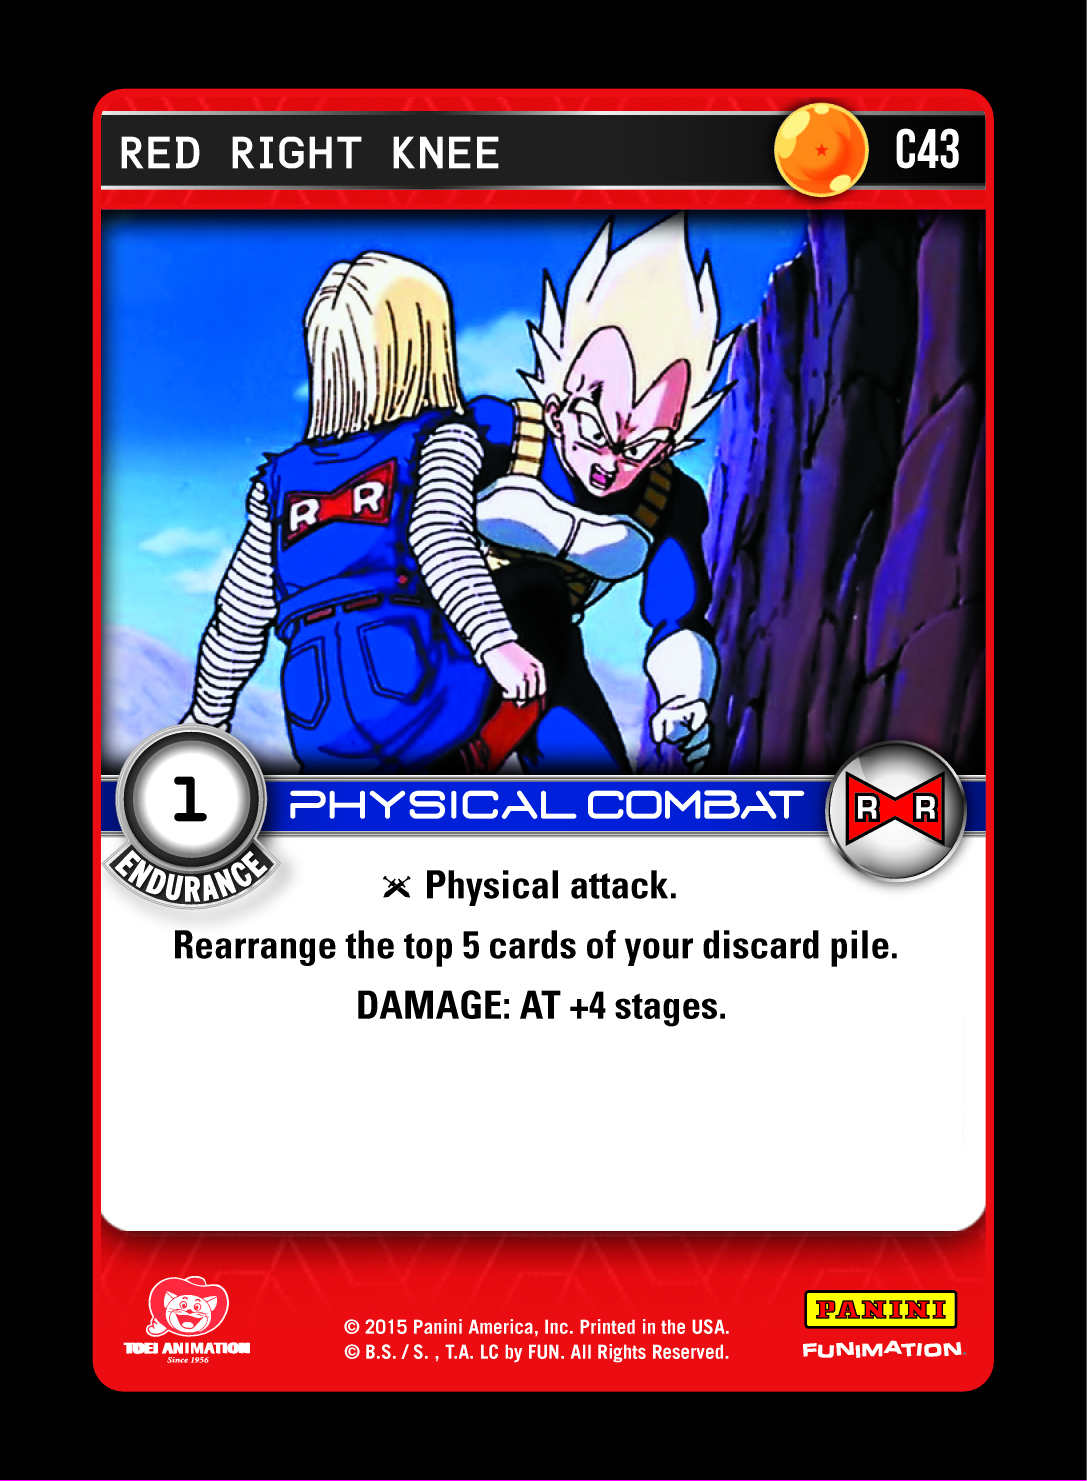 RED RIGHT KNEE
C43
R R
1
ENDURANCE
PHYSICAL COMBAT
R R
Physical attack.
Rearrange the top 5 cards of your discard pile.
DAMAGE: AT +4 stages.
TOEI ANIMATION
Since 1956
© 2015 Panini America, Inc. Printed in the USA.
© B.S. / S. , T.A. LC by FUN. All Rights Reserved.
PANINI
FUNIMATION